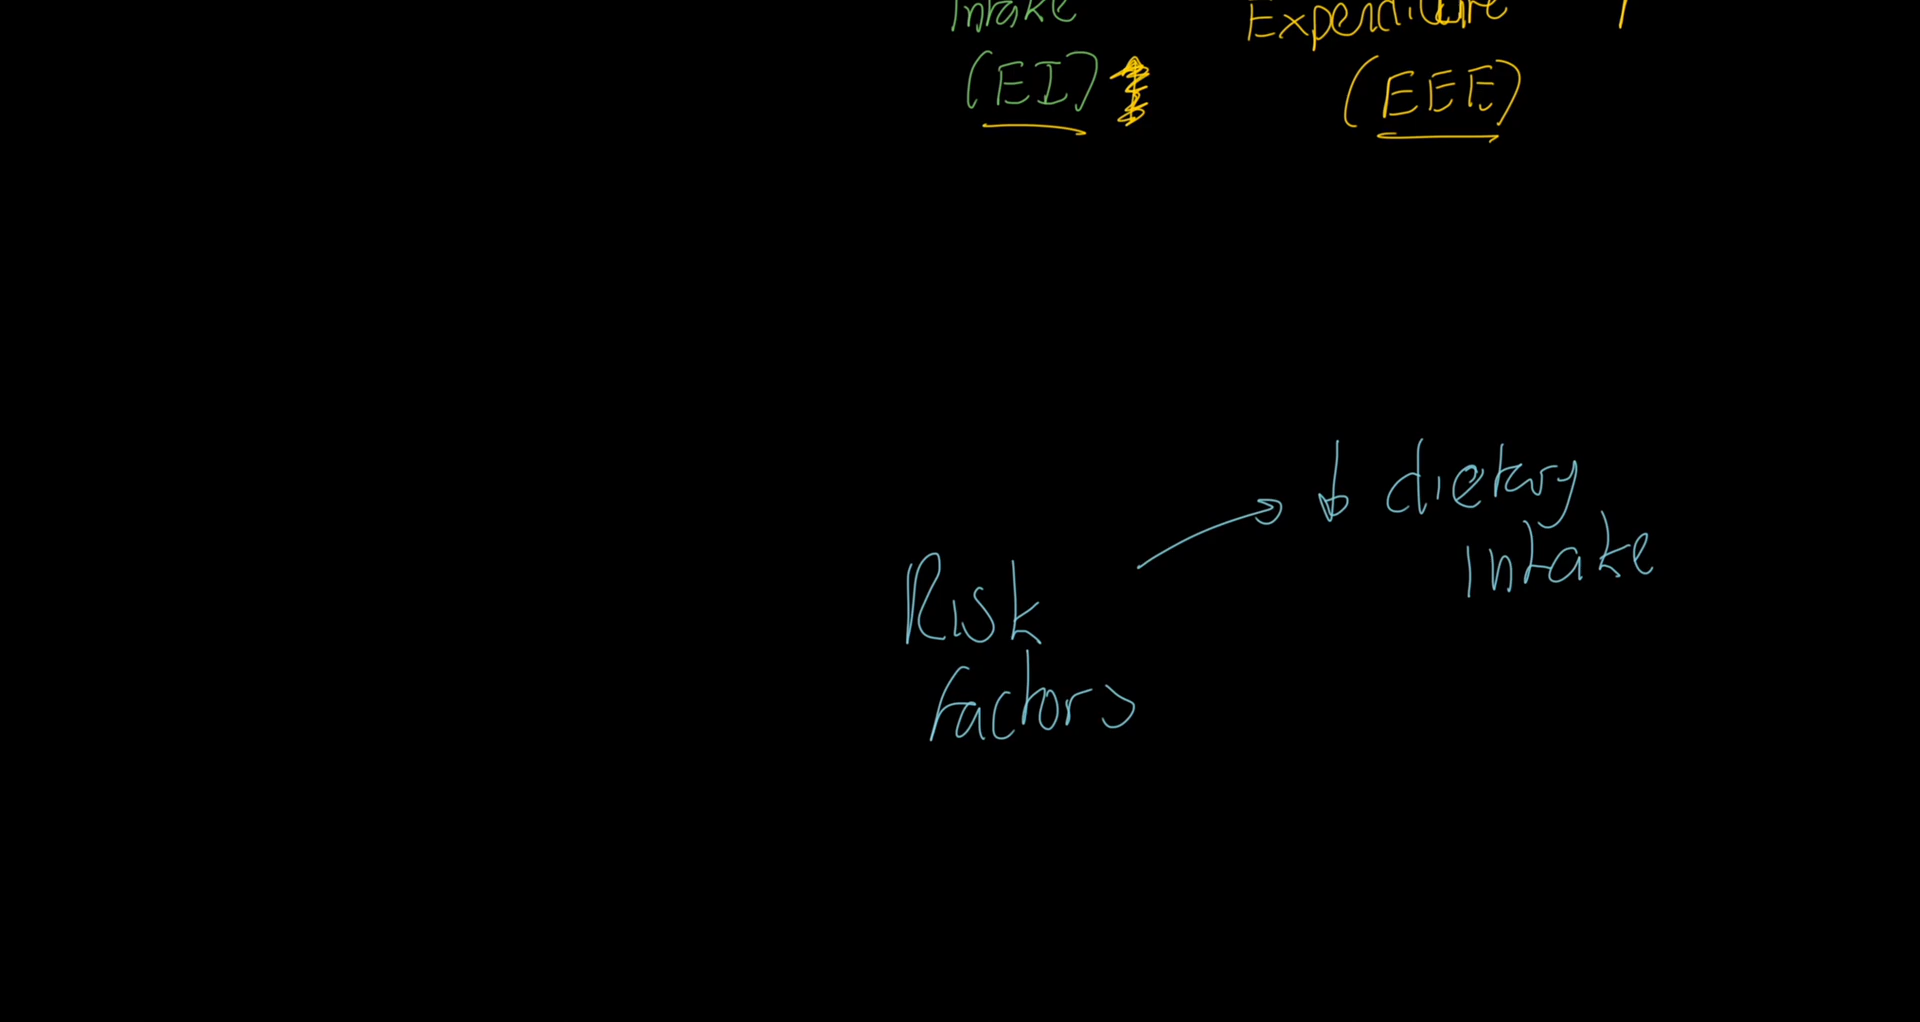 Intake Expenditure
(EI) (EEE)
↓ dietary
Intake
Risk
factors